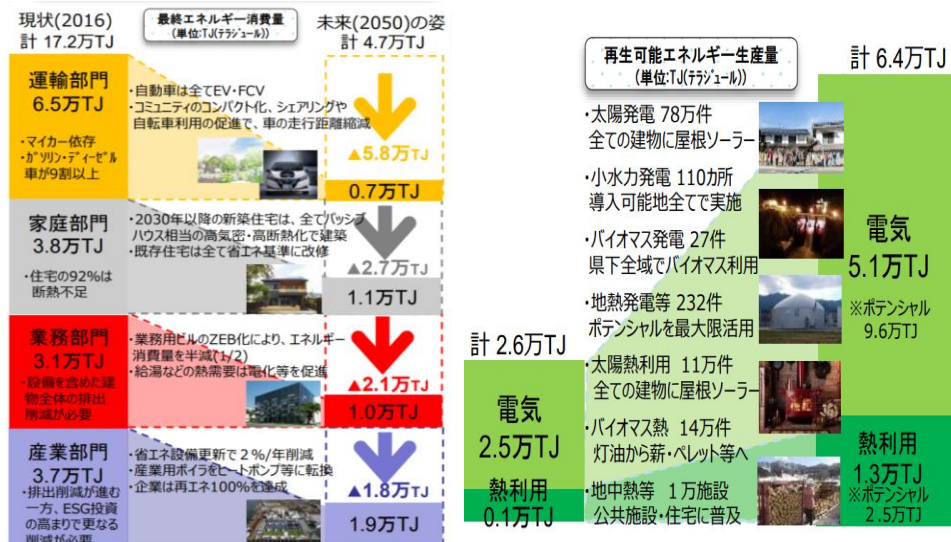 現状(2016)
計 17.2万TJ
最終エネルギー消費量
(単位:TJ(テラジュール))
未来(2050)の姿
計 4.7万TJ
運輸部門
6.5万TJ
・マイカー依存
・ガソリン・ディーゼル
車が9割以上
・自動車は全てEV・FCV
・コミュニティのコンパクト化、シェアリングや
自転車利用の促進で、車の走行距離縮減
▲5.8万TJ
0.7万TJ
家庭部門
3.8万TJ
・住宅の92%は
断熱不足
・2030年以降の新築住宅は、全てパッシブ
ハウス相当の高気密・高断熱化で建築
・既存住宅は全て省エネ基準に改修
▲2.7万TJ
1.1万TJ
業務部門
3.1万TJ
・設備を含めた建
物全体の排出
削減が必要
・業務用ビルのZEB化により、エネルギー
消費量を半減(1/2)
・給湯などの熱需要は電化等を促進
▲2.1万TJ
1.0万TJ
産業部門
3.7万TJ
・排出削減が進む
一方、ESG投資
の高まりで更なる
削減が必要
・省エネ設備更新で2%/年削減
・産業用ボイラをヒートポンプ等に転換
・企業は再エネ100%を達成
▲1.8万TJ
1.9万TJ
再生可能エネルギー生産量
(単位:TJ(テラジュール))
計 2.6万TJ
電気
2.5万TJ
熱利用
0.1万TJ
・太陽発電 78万件
全ての建物に屋根ソーラー
・小水力発電 110カ所
導入可能地全てで実施
・バイオマス発電 27件
県下全域でバイオマス利用
・地熱発電等 232件
ポテンシャルを最大限活用
・太陽熱利用 11万件
全ての建物に屋根ソーラー
・バイオマス熱 14万件
灯油から薪・ペレット等へ
・地中熱等 1万施設
公共施設・住宅に普及
計 6.4万TJ
電気
5.1万TJ
※ポテンシャル
9.6万TJ
熱利用
1.3万TJ
※ポテンシャル
2.5万TJ